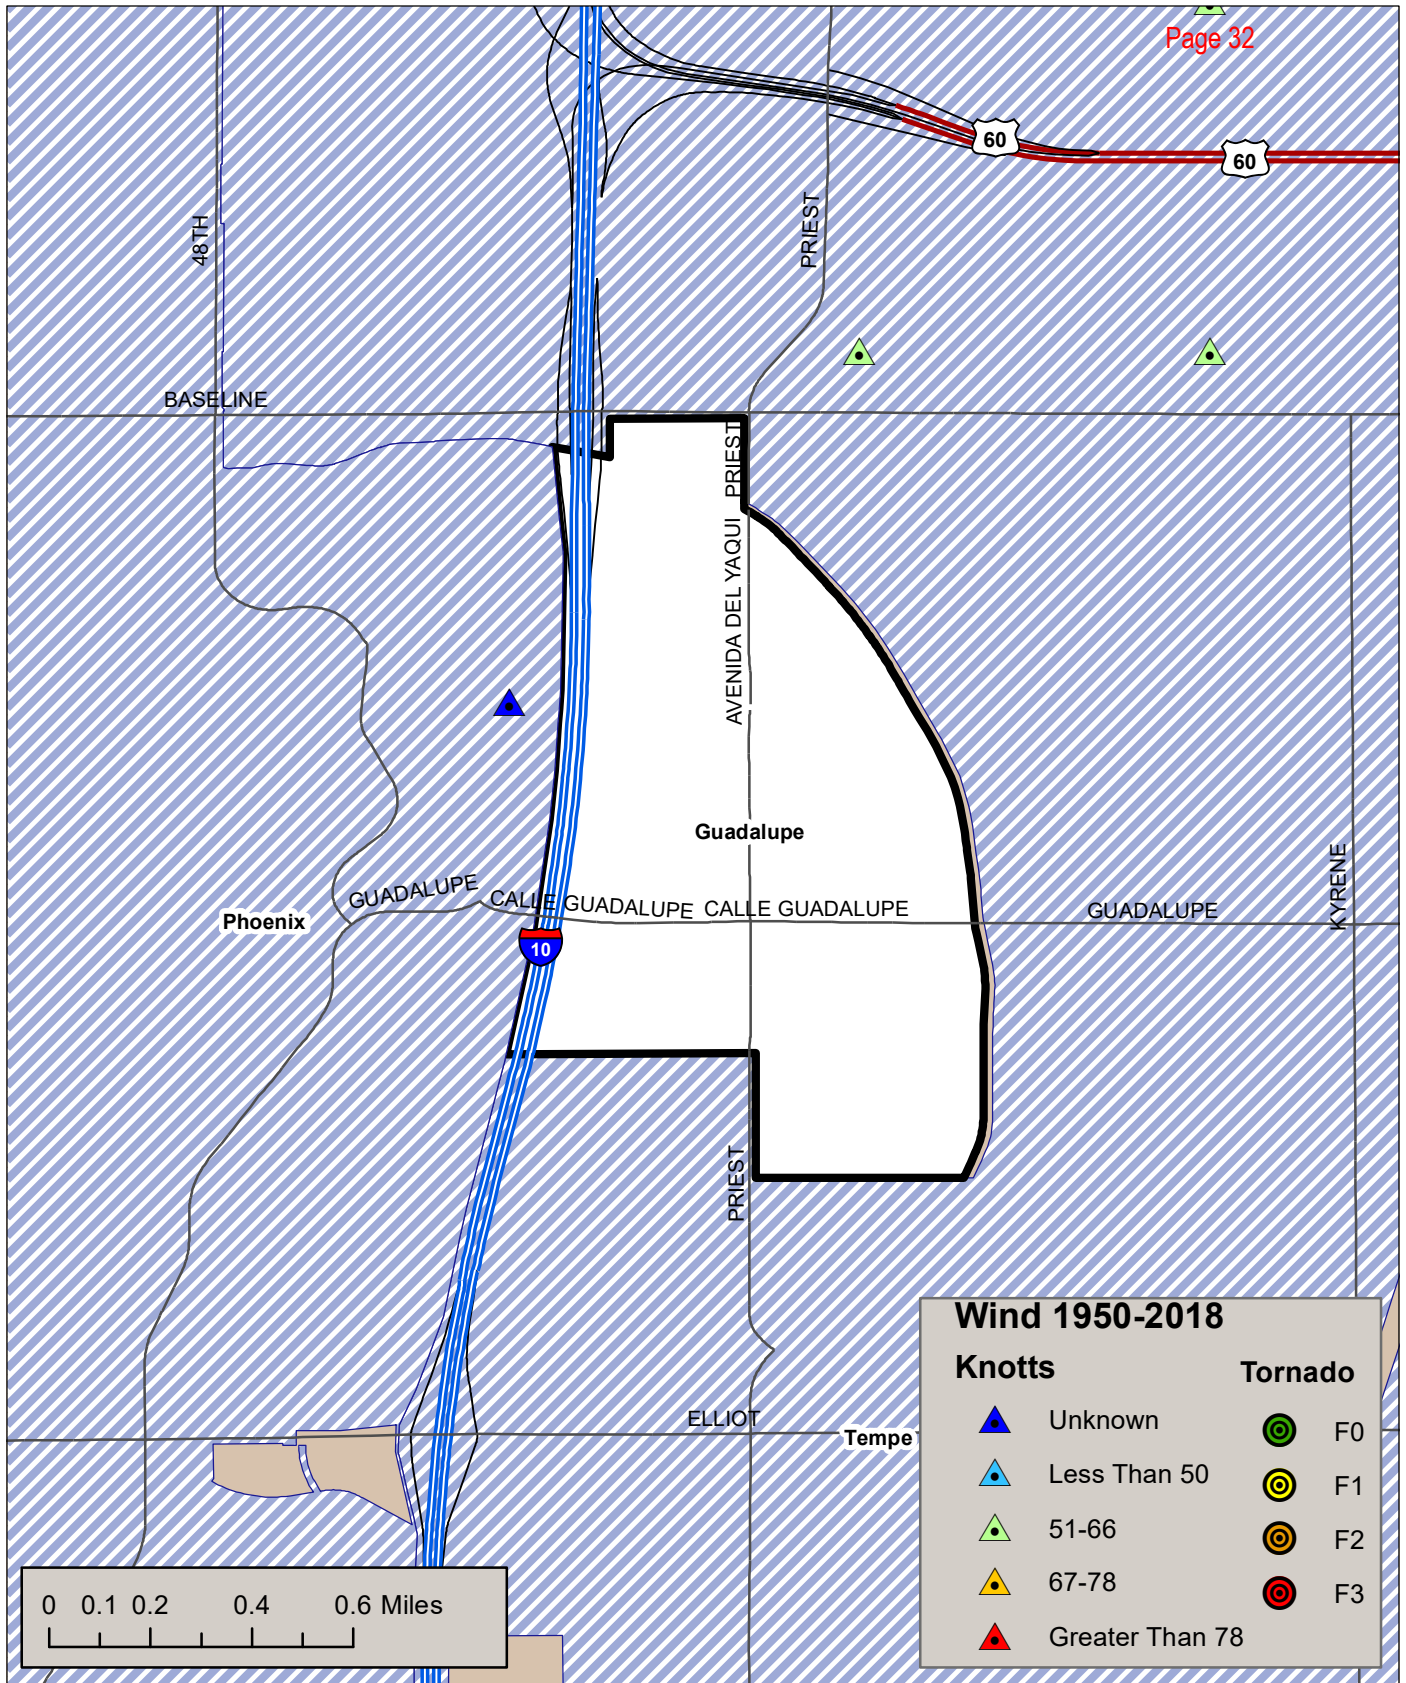 Page 32
60
60
48TH
PRIEST
BASELINE
PRIEST
AVENIDA DEL YAQUI
Guadalupe
KYRENE
GUADALUPE
CALLE GUADALUPE
CALLE GUADALUPE
GUADALUPE
Phoenix
10
PRIEST
ELLIOT
Tempe
Wind 1950-2018
Knotts
Tornado
Unknown
F0
Less Than 50
F1
51-66
F2
67-78
F3
Greater Than 78
0 0.1 0.2 0.4 0.6 Miles